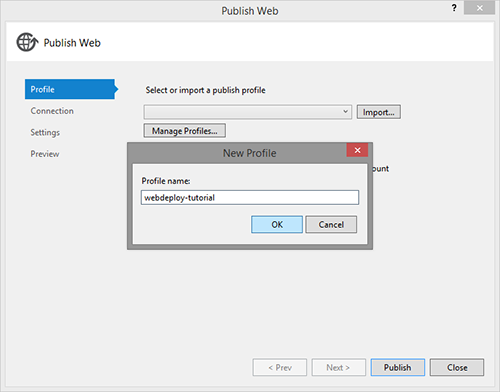 Publish Web
?
Publish Web
Profile
Connection
Settings
Preview
Select or import a publish profile
Import...
Manage Profiles...
ount
New Profile
Profile name:
webdeploy-tutorial
OK
Cancel
< Prev
Next >
Publish
Close